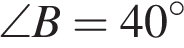 ∠B = 40°